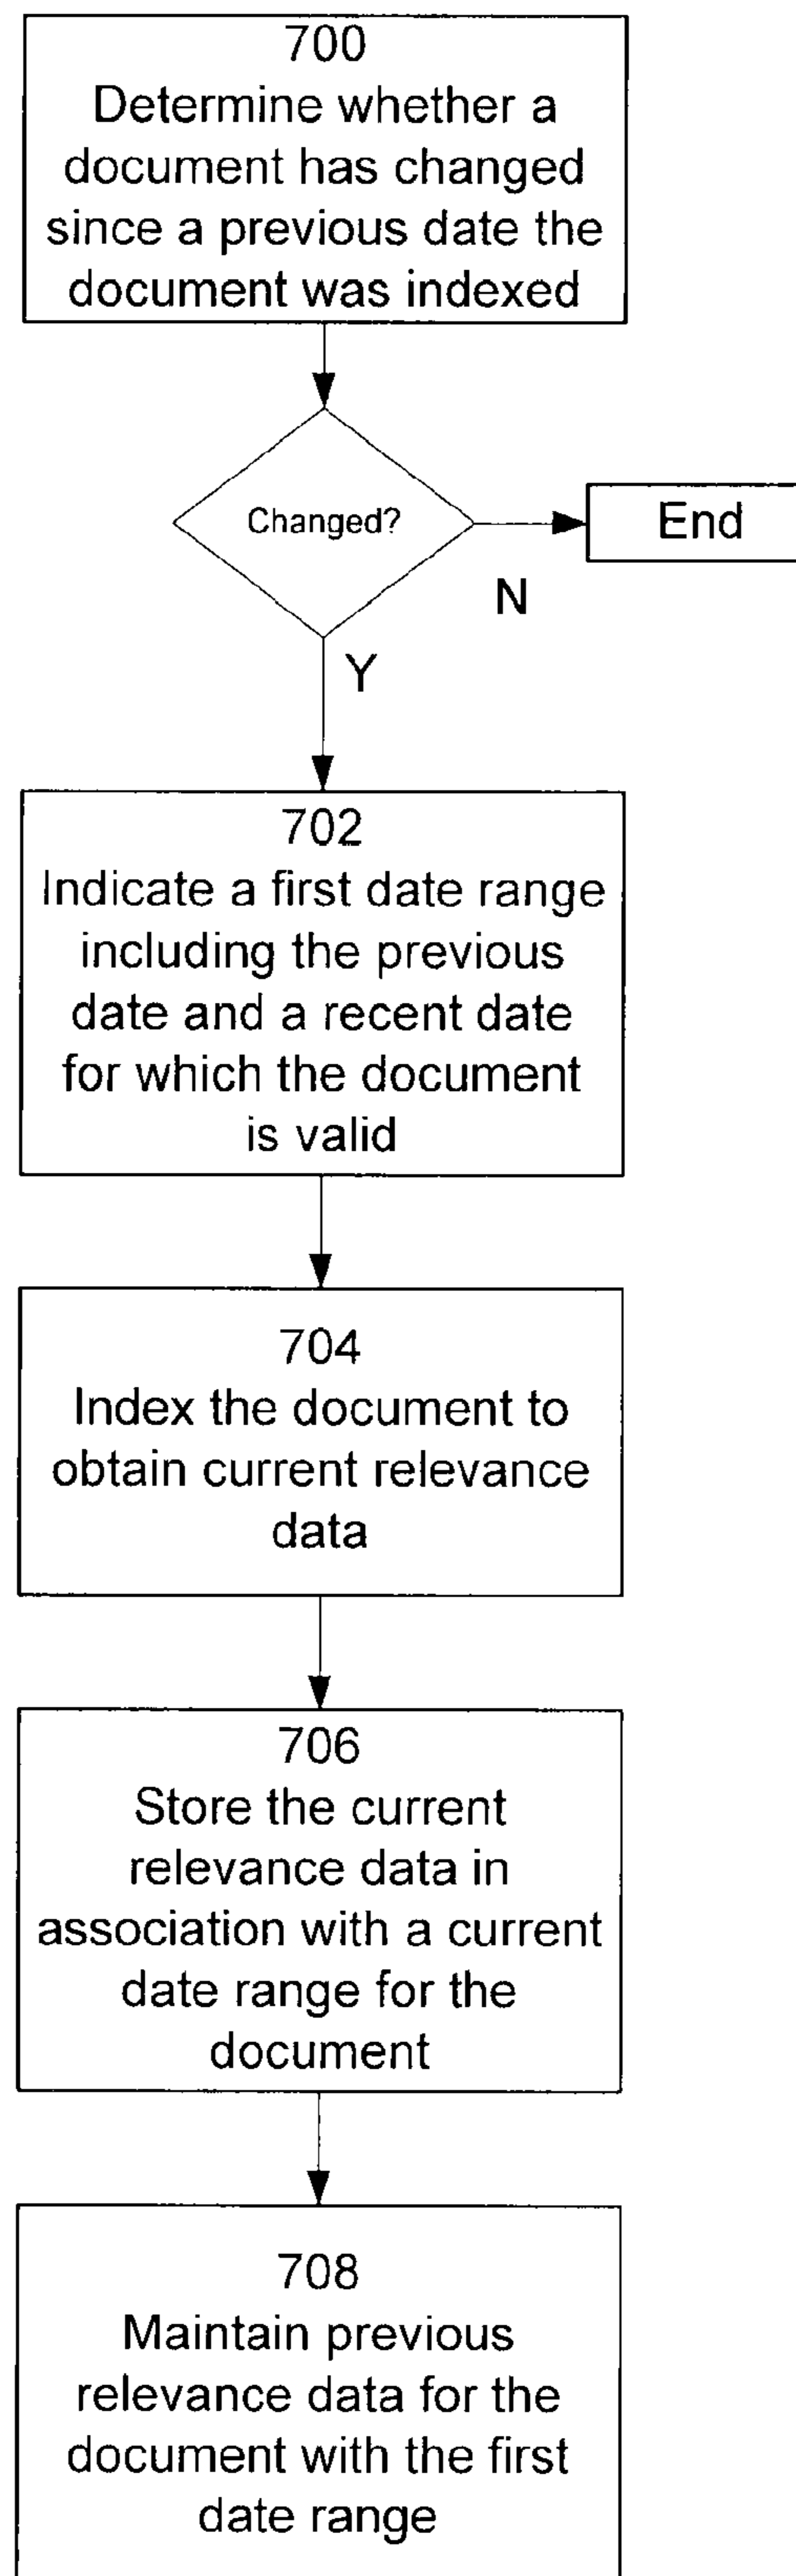 700
Determine whether a
document has changed
since a previous date the
document was indexed
Changed?
End
N
Y
702
Indicate a first date range
including the previous
date and a recent date
for which the document
is valid
704
Index the document to
obtain current relevance
data
706
Store the current
relevance data in
association with a current
date range for the
document
708
Maintain previous
relevance data for the
document with the first
date range